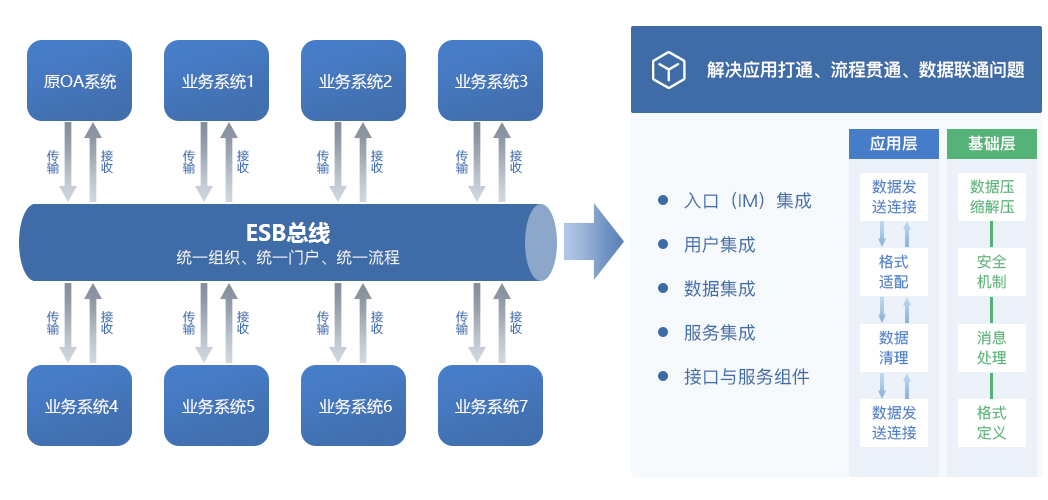 原OA系统
业务系统1
业务系统2
业务系统3
传输
接收
传输
接收
传输
接收
传输
接收
ESB总线
统一组织、统一门户、统一流程
传输
接收
传输
接收
传输
接收
传输
接收
业务系统4
业务系统5
业务系统6
业务系统7
解决应用打通、流程贯通、数据联通问题
入口（IM）集成
用户集成
数据集成
服务集成
接口与服务组件
应用层
数据发
送连接
格式
适配
数据
清理
数据发
送连接
基础层
数据压
缩解压
安全
机制
消息
处理
格式
定义